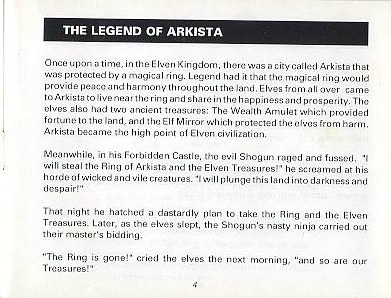 THE LEGEND OF ARKISTA
Once upon a time, in the Elven Kingdom, there was a city called Arkista that
was protected by a magical ring. Legend had it that the magical ring would
provide peace and harmony throughout the land. Elves from all over came
to Arkista to live near the ring and share in the happiness and prosperity. The
elves also had two ancient treasures: The Wealth Amulet which provided
fortune to the land, and the Elf Mirror which protected the elves from harm.
Arkista became the high point of Elven civilization.
Meanwhile, in his Forbidden Castle, the evil Shogun raged and fussed. "I
will steal the Ring of Arkista and the Elven Treasures!" he screamed at his
horde of wicked and vile creatures. "I will plunge this land into darkness and
despair!"
That night he hatched a dastardly plan to take the Ring and the Elven
Treasures. Later, as the elves slept, the Shogun's nasty ninja carried out
their master's bidding.
"The Ring is gone!" cried the elves the next morning, "and so are our
Treasures!"
4